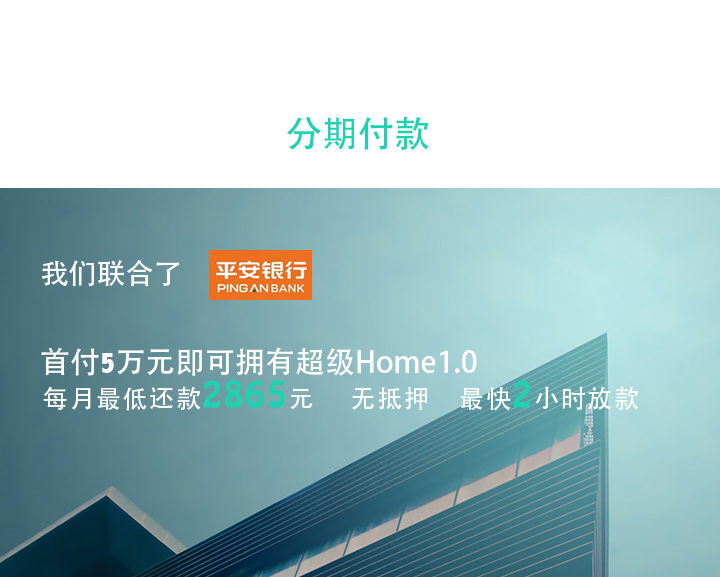 分期付款
我们联合了 平安银行
PING AN BANK
首付5万元即可拥有超级Home1.0
每月最低还款2865元 无抵押 最快2小时放款